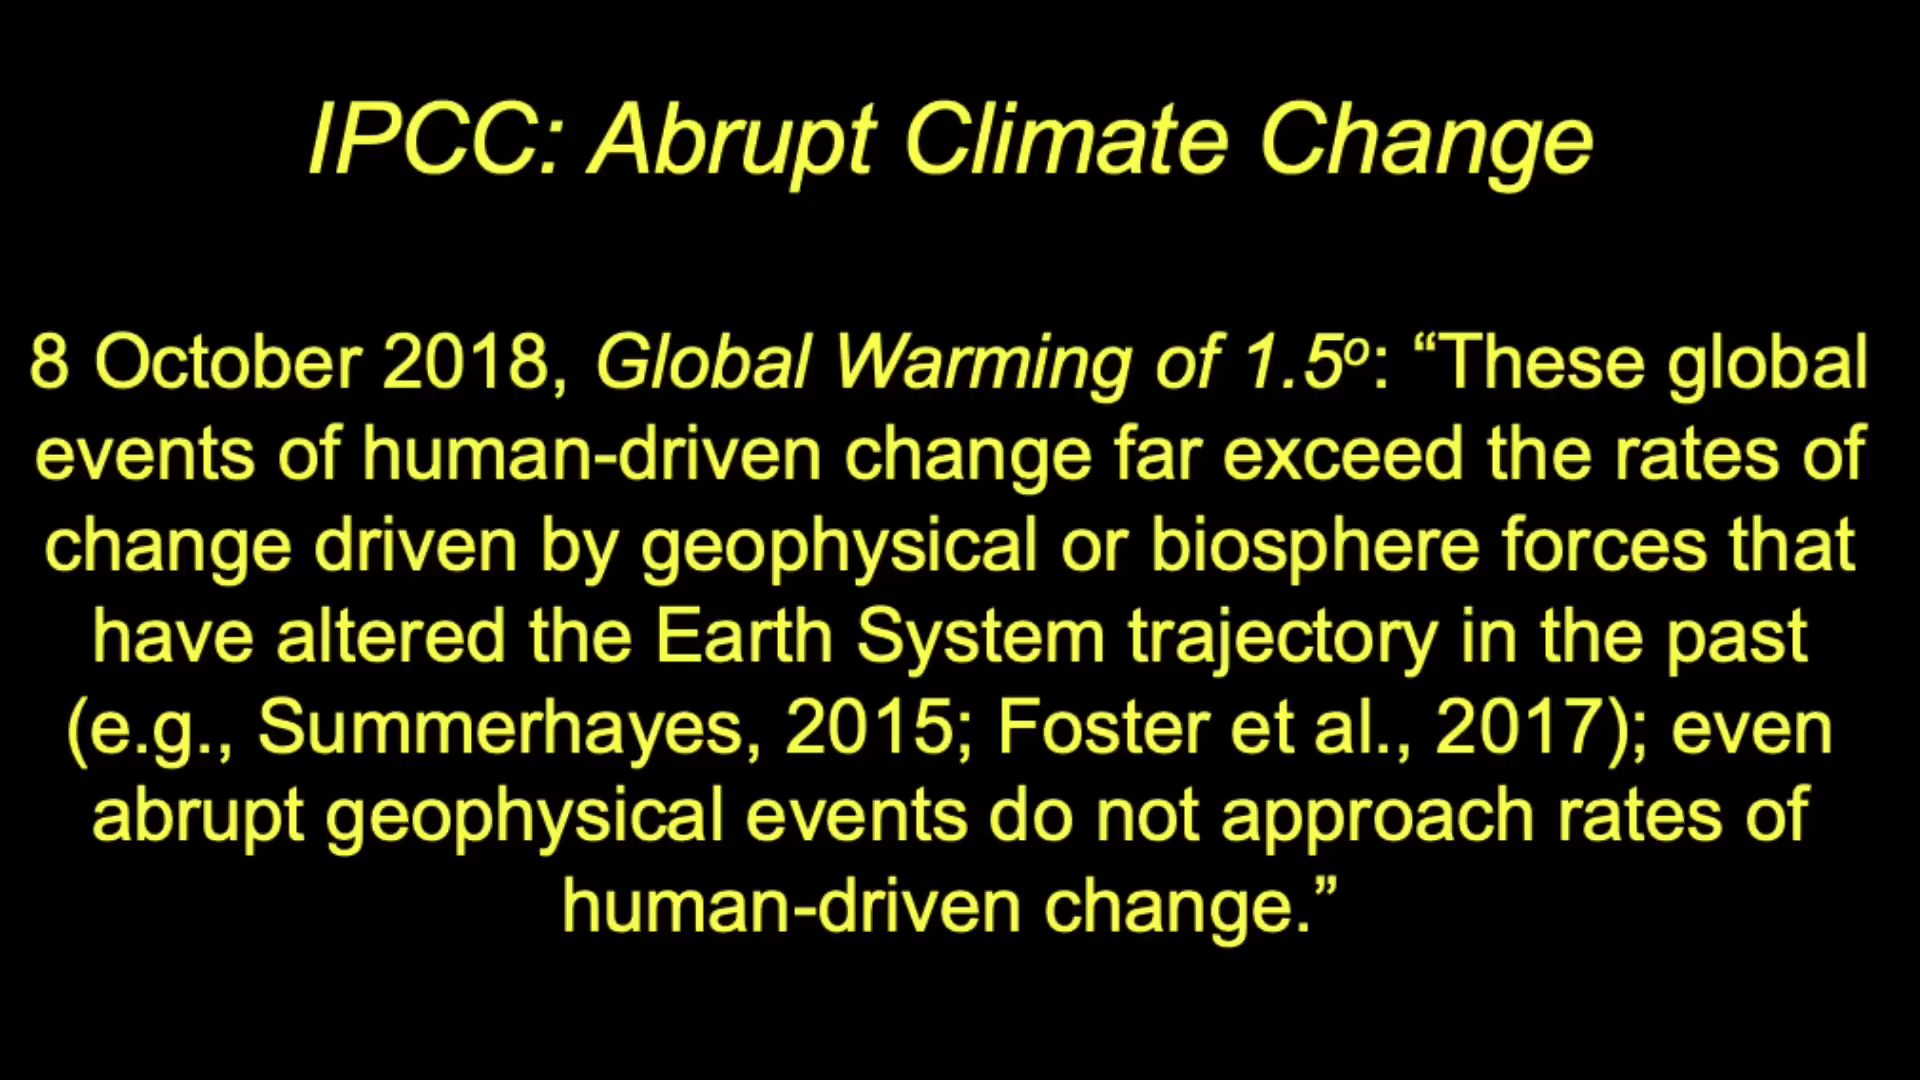 IPCC: Abrupt Climate Change
8 October 2018, Global Warming of 1.5º: “These global
events of human-driven change far exceed the rates of
change driven by geophysical or biosphere forces that
have altered the Earth System trajectory in the past
(e.g., Summerhayes, 2015; Foster et al., 2017); even
abrupt geophysical events do not approach rates of
human-driven change.”